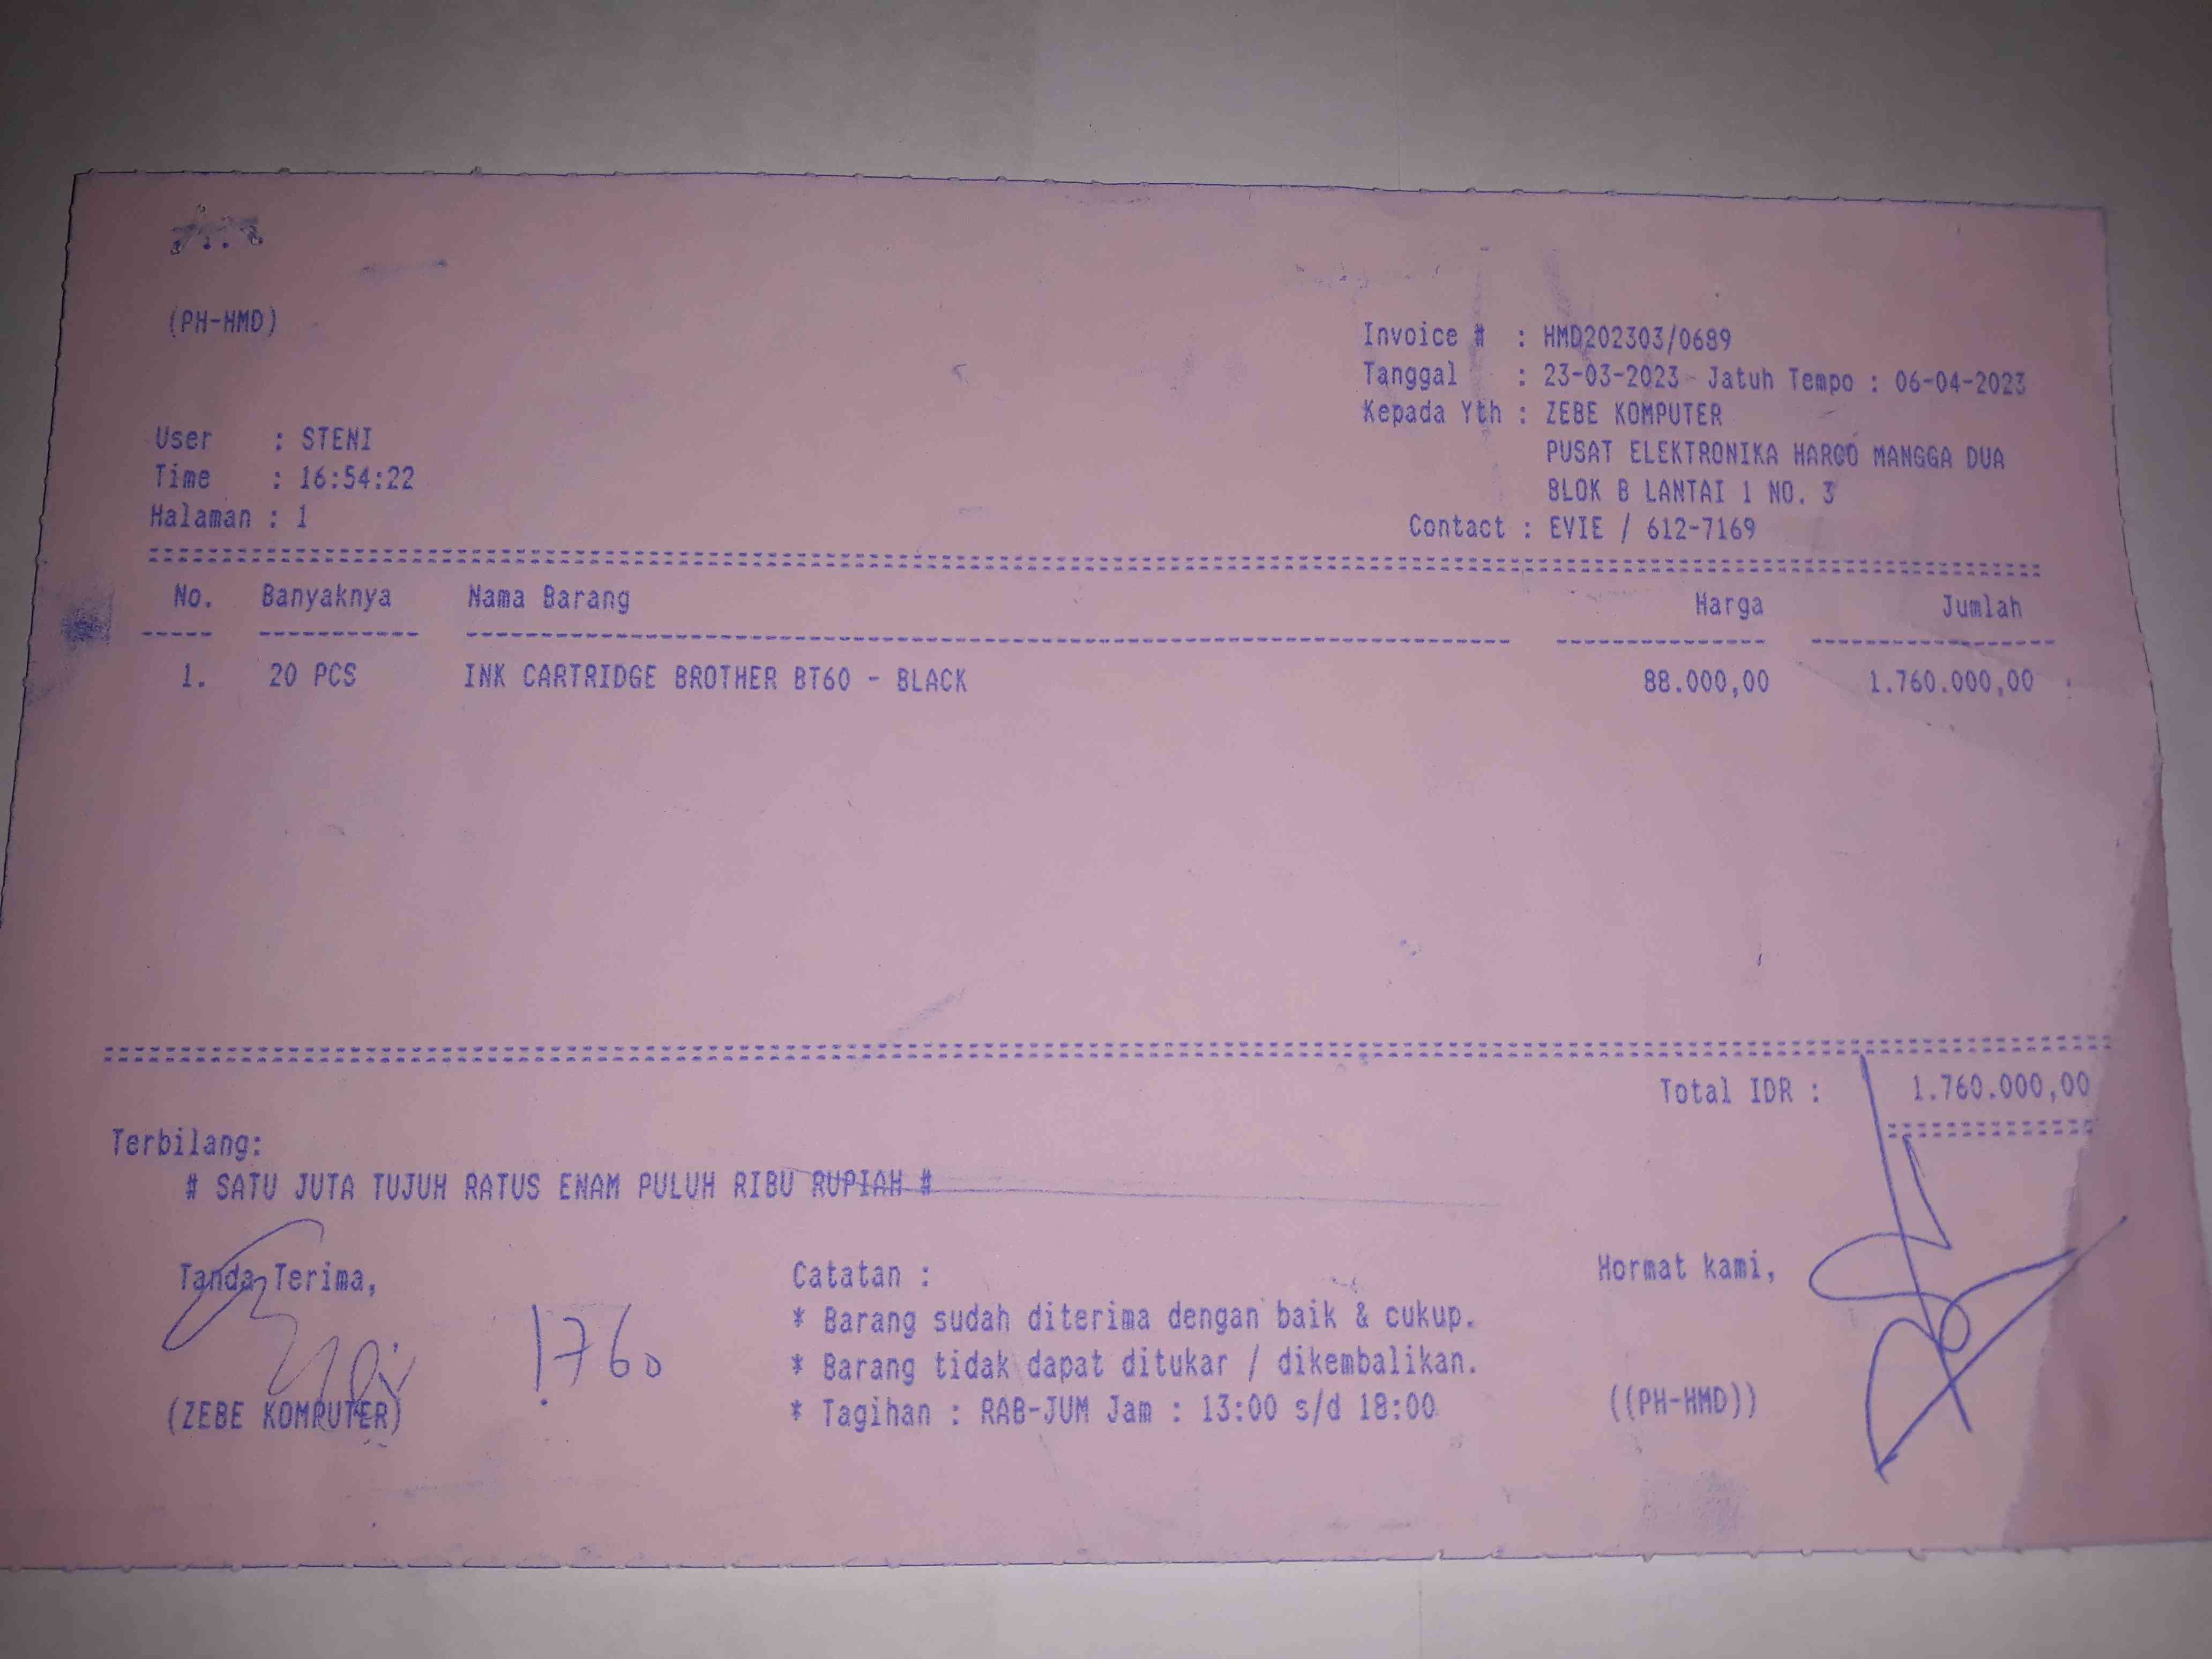 (PH-HMD)
Invoice # : HMD202303/0689
Tanggal : 23-03-2023 Jatuh Tempo : 06-04-2023
Kepada Yth : ZEBE KOMPUTER
PUSAT ELEKTRONIKA HARCO MANGGA DUA
BLOK B LANTAI 1 NO. 3
Contact : EVIE / 612-7169
User : STENI
Time : 16:54:22
Halaman : 1
No. Banyaknya Nama Barang Harga Jumlah
1. 20 PCS INK CARTRIDGE BROTHER BT60 - BLACK 88.000,00 1.760.000,00
Total IDR : 1.760.000,00
Terbilang:
# SATU JUTA TUJUH RATUS ENAM PULUH RIBU RUPIAH #
Tanda Terima,
(ZEBE KOMPUTER)
1.760
Catatan :
* Barang sudah diterima dengan baik & cukup.
* Barang tidak dapat ditukar / dikembalikan.
* Tagihan : RAB-JUM Jam : 13:00 s/d 18:00
Hormat kami,
((PH-HMD))